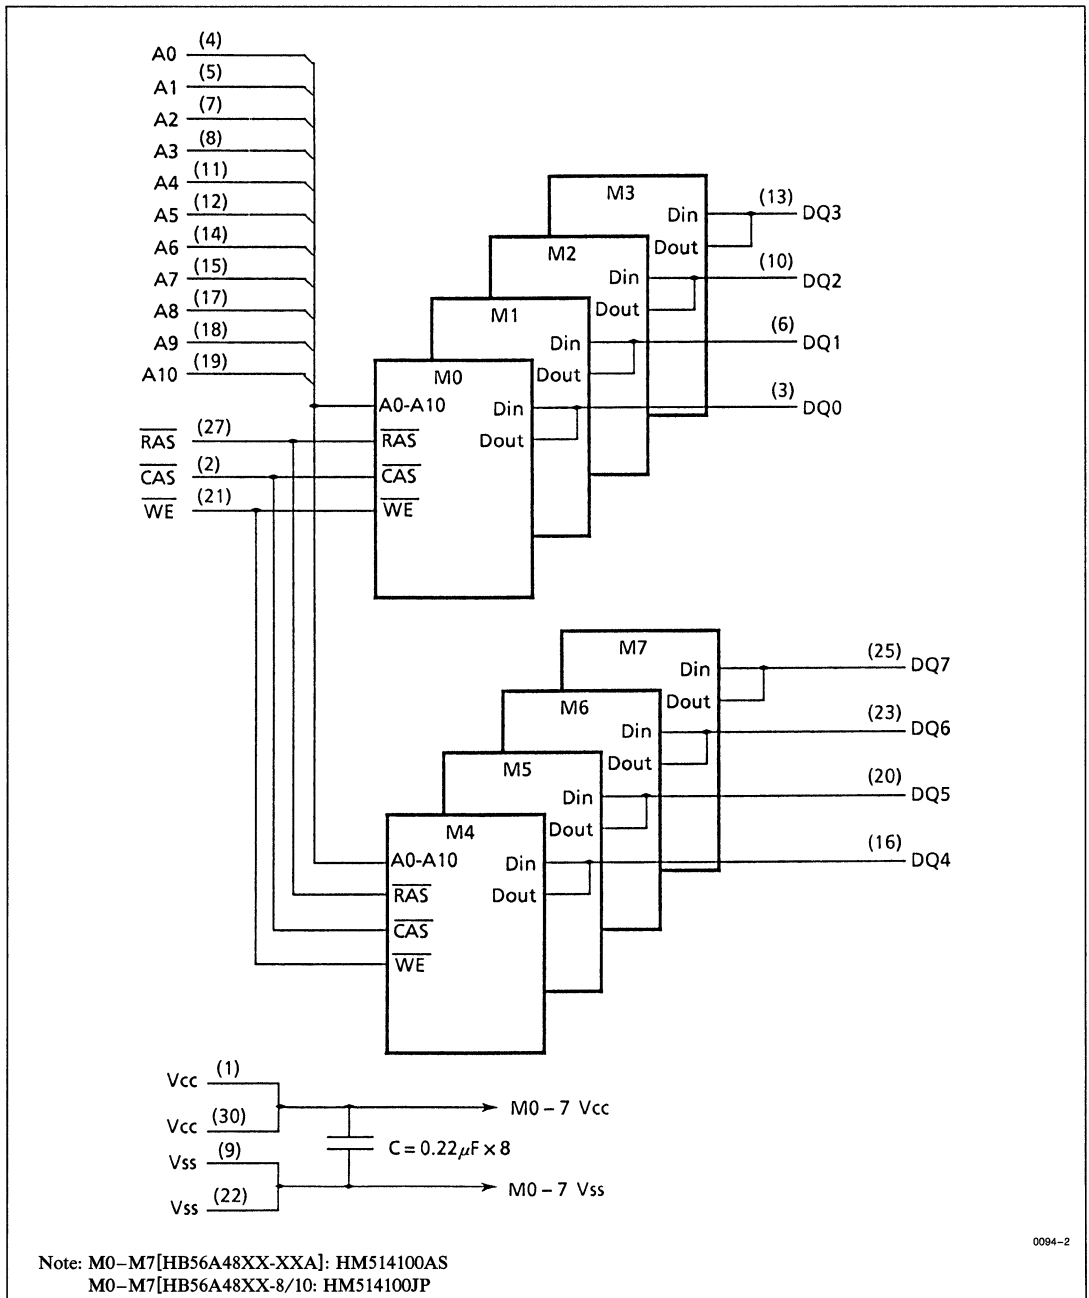 A0 (4)
A1 (5)
A2 (7)
A3 (8)
A4 (11)
A5 (12)
A6 (14)
A7 (15)
A8 (17)
A9 (18)
A10 (19)
RAS (27)
CAS (2)
WE (21)
M3
Din (13) DQ3
Dout
M2
Din (10) DQ2
Dout
M1
Din (6) DQ1
Dout
M0
A0-A10 Din (3) DQ0
RAS Dout
CAS
WE
M7
Din (25) DQ7
Dout
M6
Din (23) DQ6
Dout
M5
Din (20) DQ5
Dout
M4
A0-A10 Din (16) DQ4
RAS Dout
CAS
WE
Vcc (1)
M0 – 7 Vcc
Vcc (30)
C = 0.22μF × 8
Vss (9)
M0 – 7 Vss
Vss (22)
0094-2
Note: M0–M7[HB56A48XX-XXA]: HM514100AS
M0–M7[HB56A48XX-8/10: HM514100JP